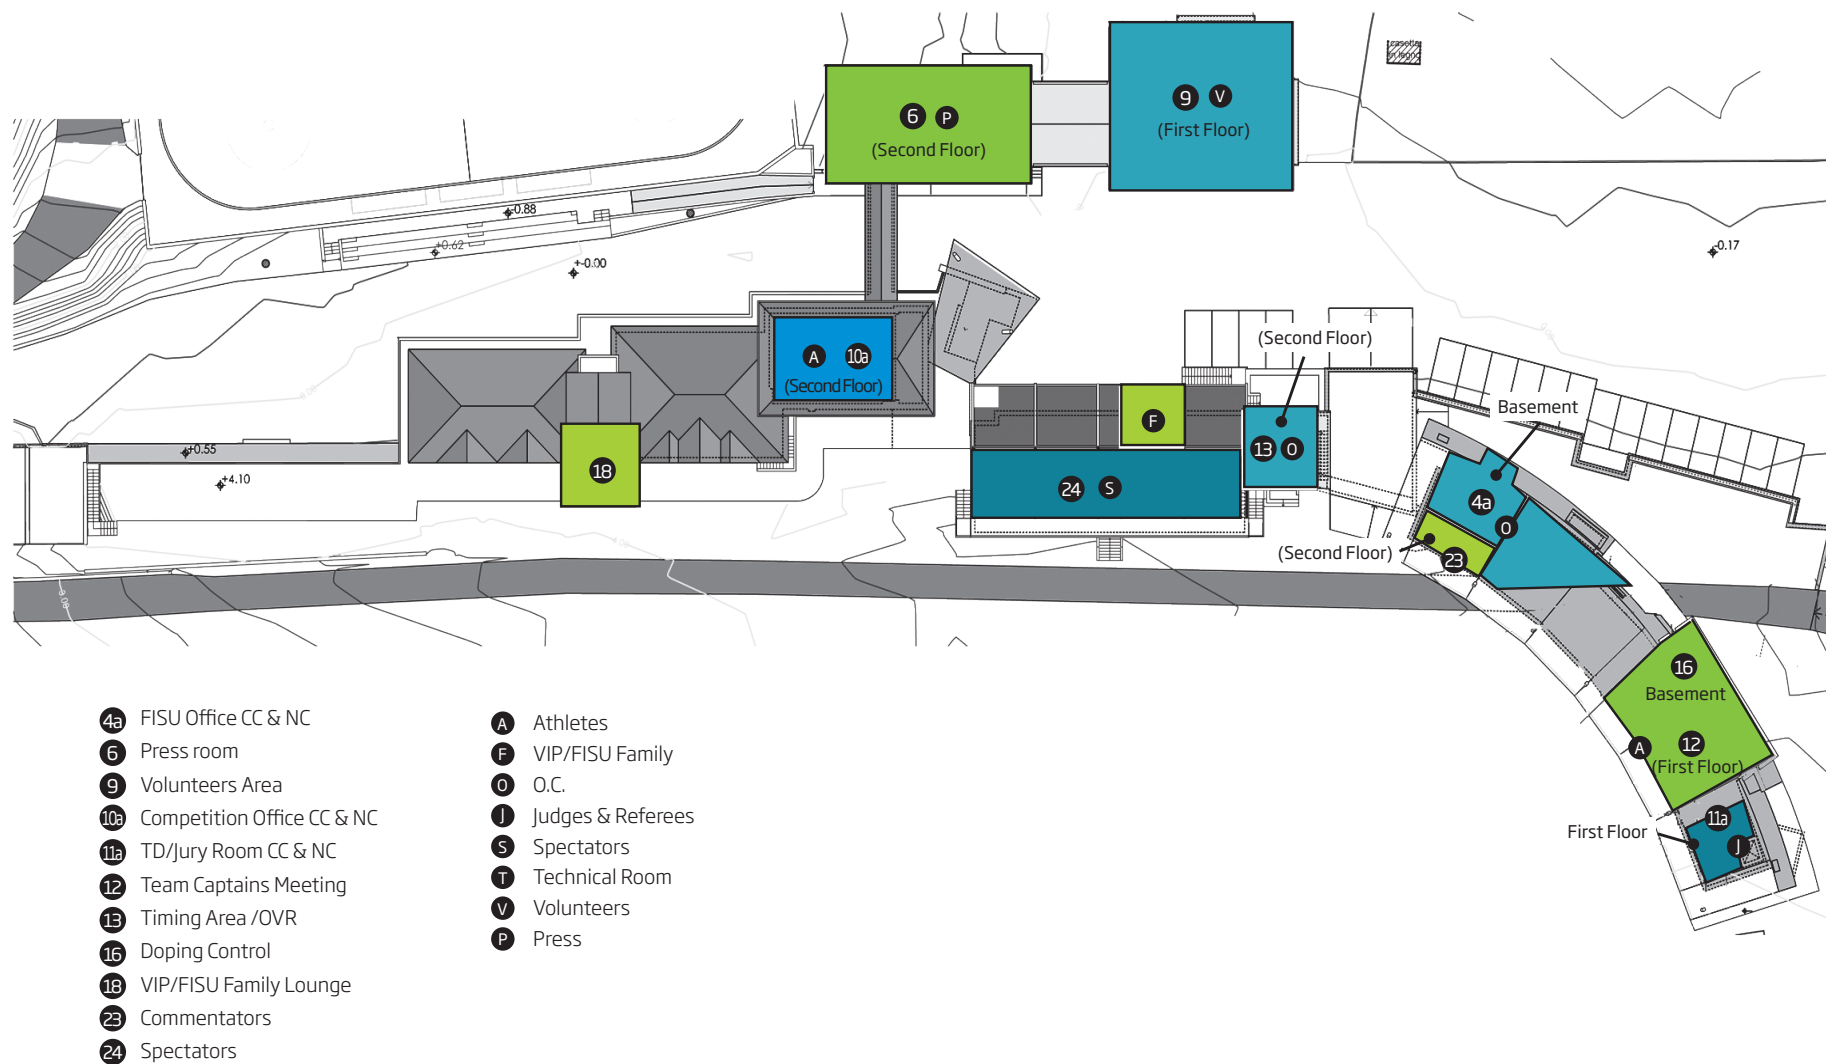 casotta
in legno
6 P
(Second Floor)
9 V
(First Floor)
-0.88
+0.62
+-0.00
-0.17
(Second Floor)
A 10a
(Second Floor)
Basement
F
13 O
18
24 S
4a
O
+0.55
+4.10
(Second Floor)
23
16
Basement
A 12
(First Floor)
11a
First Floor
J
4a FISU Office CC & NC
6 Press room
9 Volunteers Area
10a Competition Office CC & NC
11a TD/Jury Room CC & NC
12 Team Captains Meeting
13 Timing Area /OVR
16 Doping Control
18 VIP/FISU Family Lounge
23 Commentators
24 Spectators
A Athletes
F VIP/FISU Family
O O.C.
J Judges & Referees
S Spectators
T Technical Room
V Volunteers
P Press